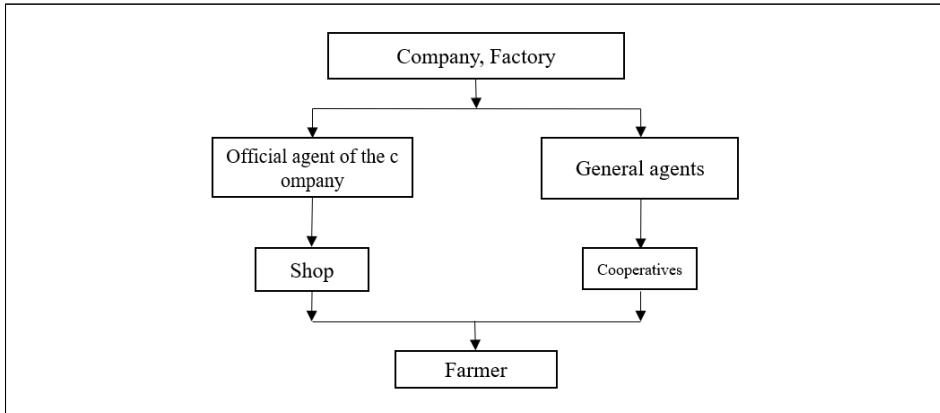 Company, Factory
Official agent of the c
ompany
General agents
Shop
Cooperatives
Farmer